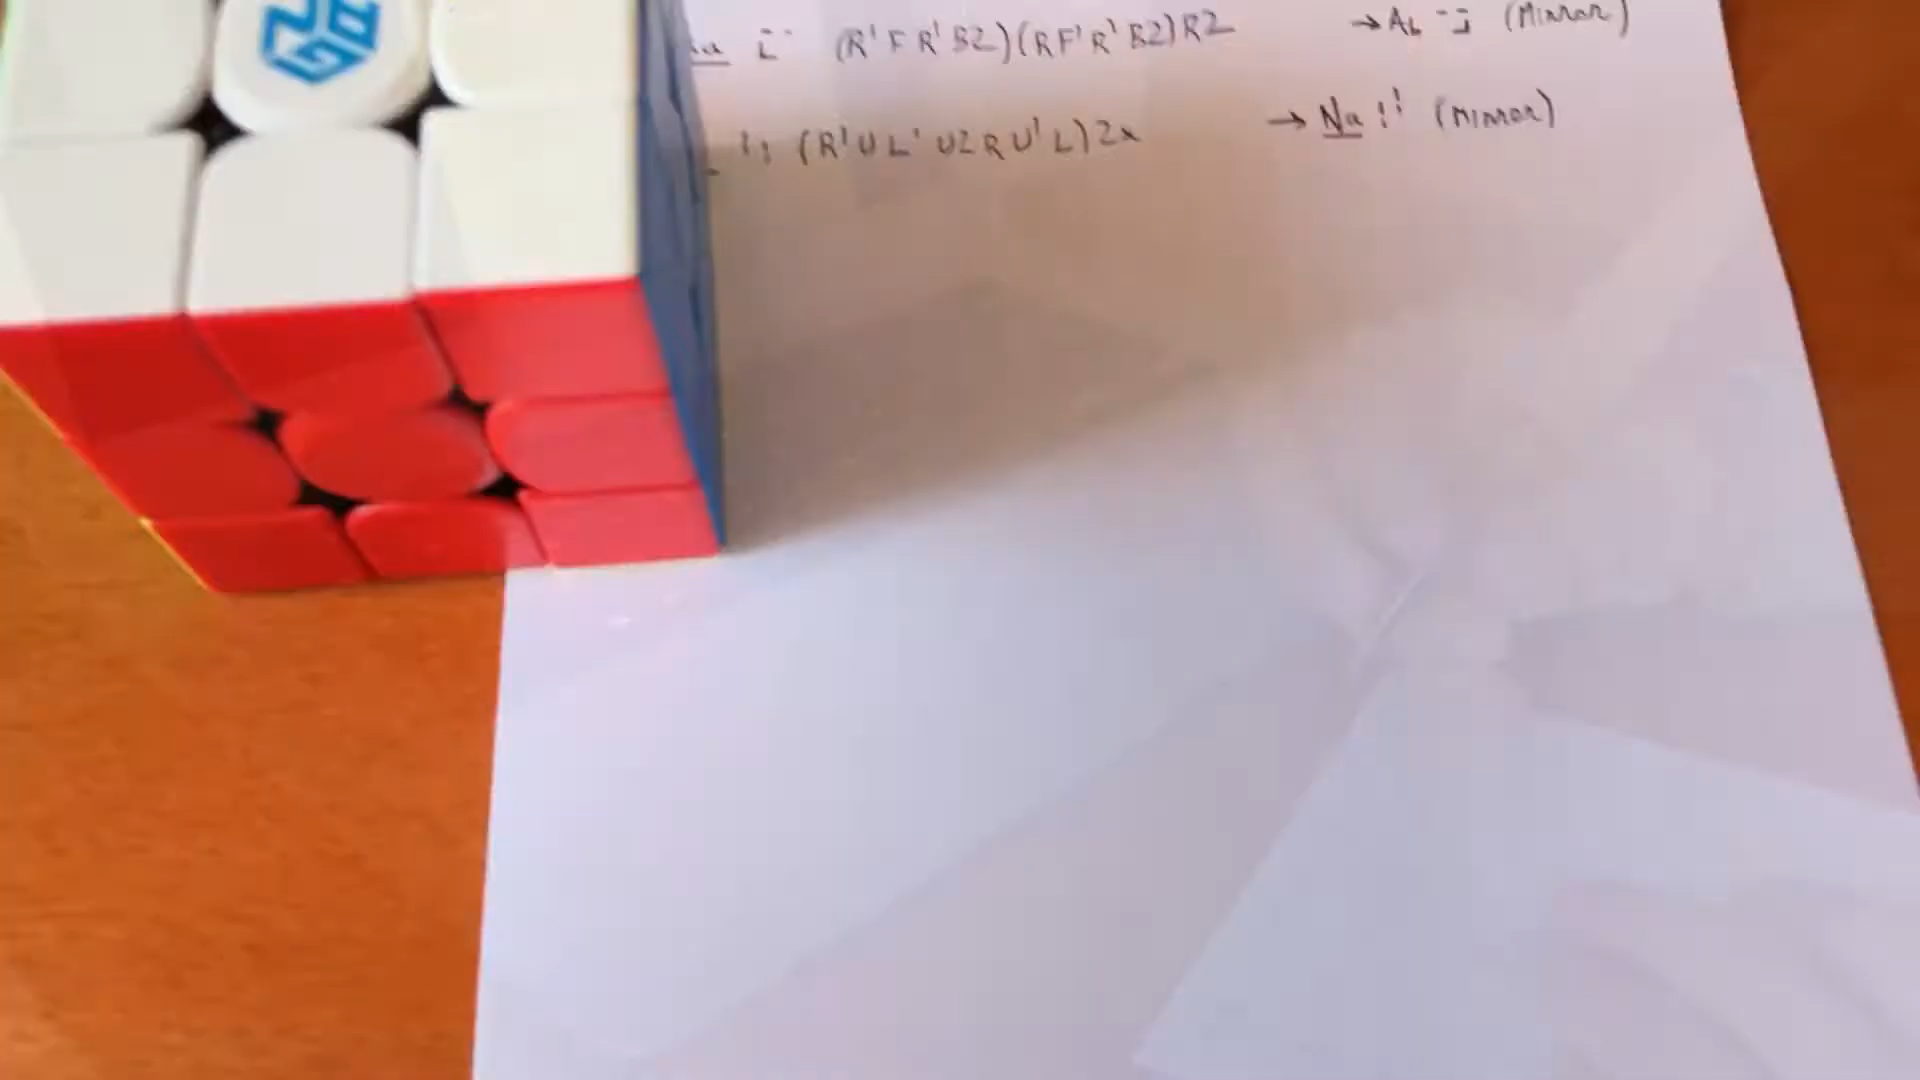 (R' F R' B2)(R F' R' B2) R2 → Ab (Mirror)
(R' U L' U2 R U' L) 2x → Na (Mirror)